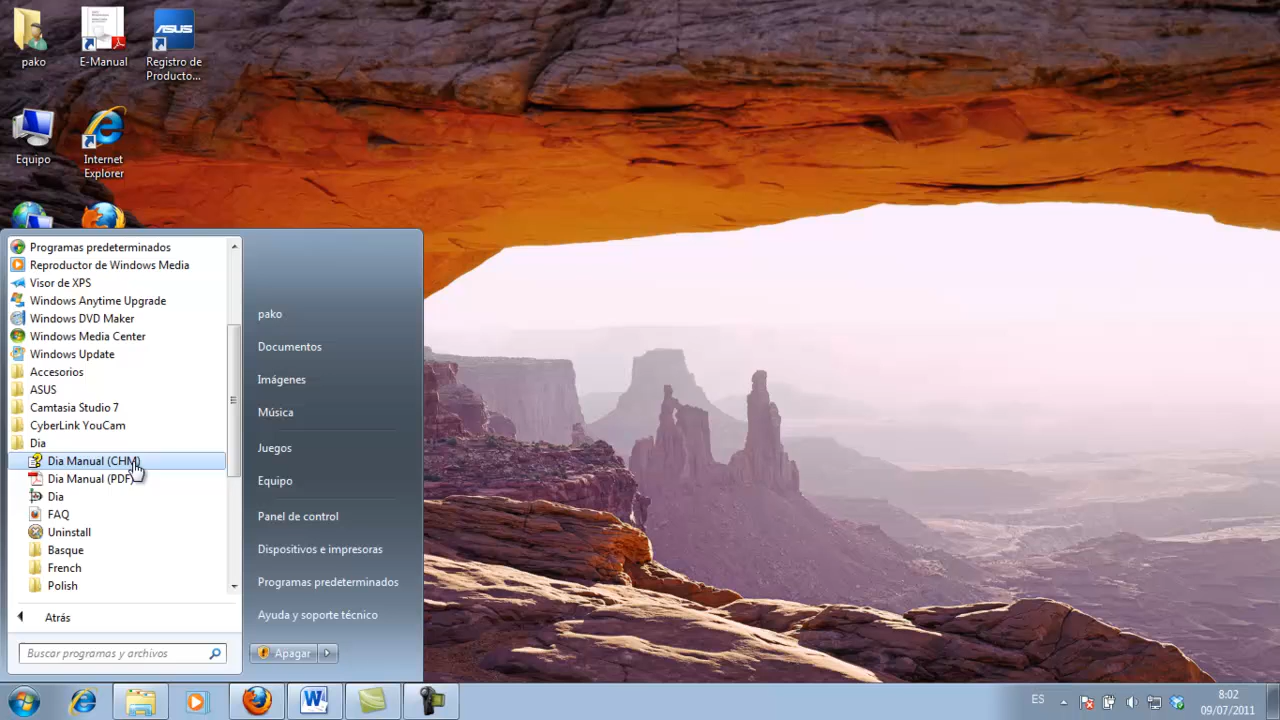 pako
E-Manual
Registro de
Producto...
ASUS
Equipo
Internet
Explorer
Programas predeterminados
Reproductor de Windows Media
Visor de XPS
Windows Anytime Upgrade
Windows DVD Maker
Windows Media Center
Windows Update
Accesorios
ASUS
Camtasia Studio 7
CyberLink YouCam
Dia
Dia Manual (CHM)
Dia Manual (PDF)
Dia
FAQ
Uninstall
Basque
French
Polish
Atrás
Buscar programas y archivos
pako
Documentos
Imágenes
Música
Juegos
Equipo
Panel de control
Dispositivos e impresoras
Programas predeterminados
Ayuda y soporte técnico
Apagar
ES
8:02
09/07/2011